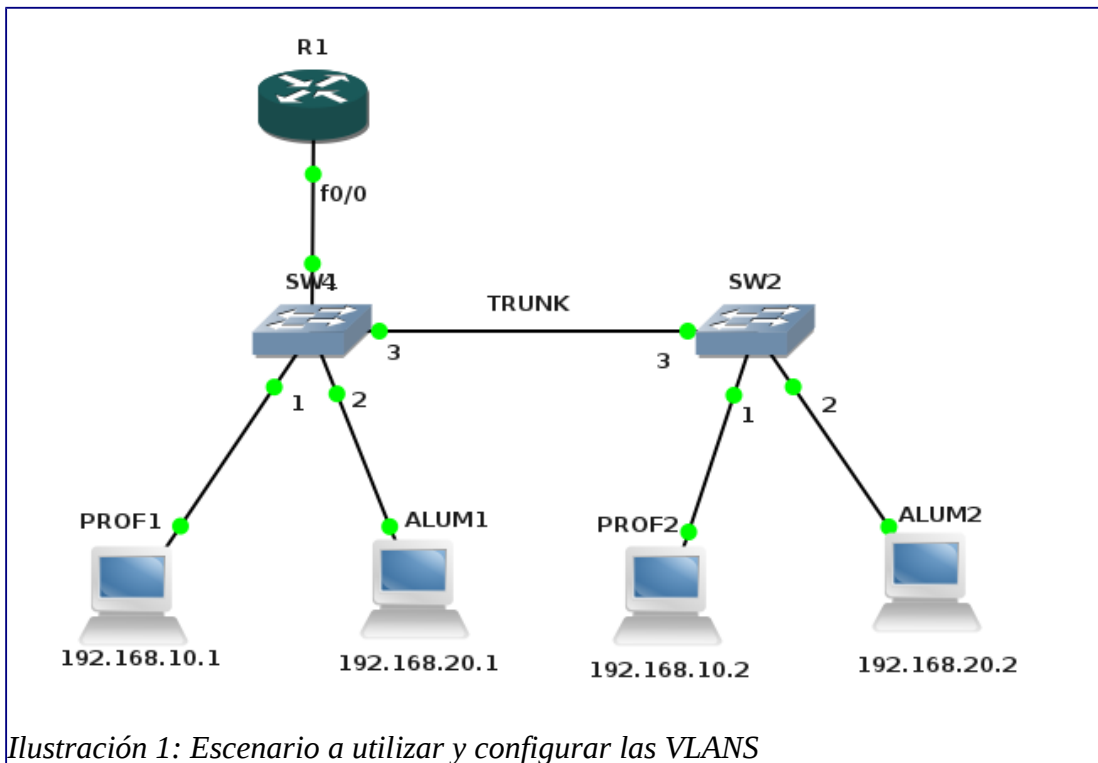 R1
f0/0
SW1
4
TRUNK
SW2
3
3
1
2
1
2
PROF1
ALUM1
PROF2
ALUM2
192.168.10.1
192.168.20.1
192.168.10.2
192.168.20.2
Ilustración 1: Escenario a utilizar y configurar las VLANS